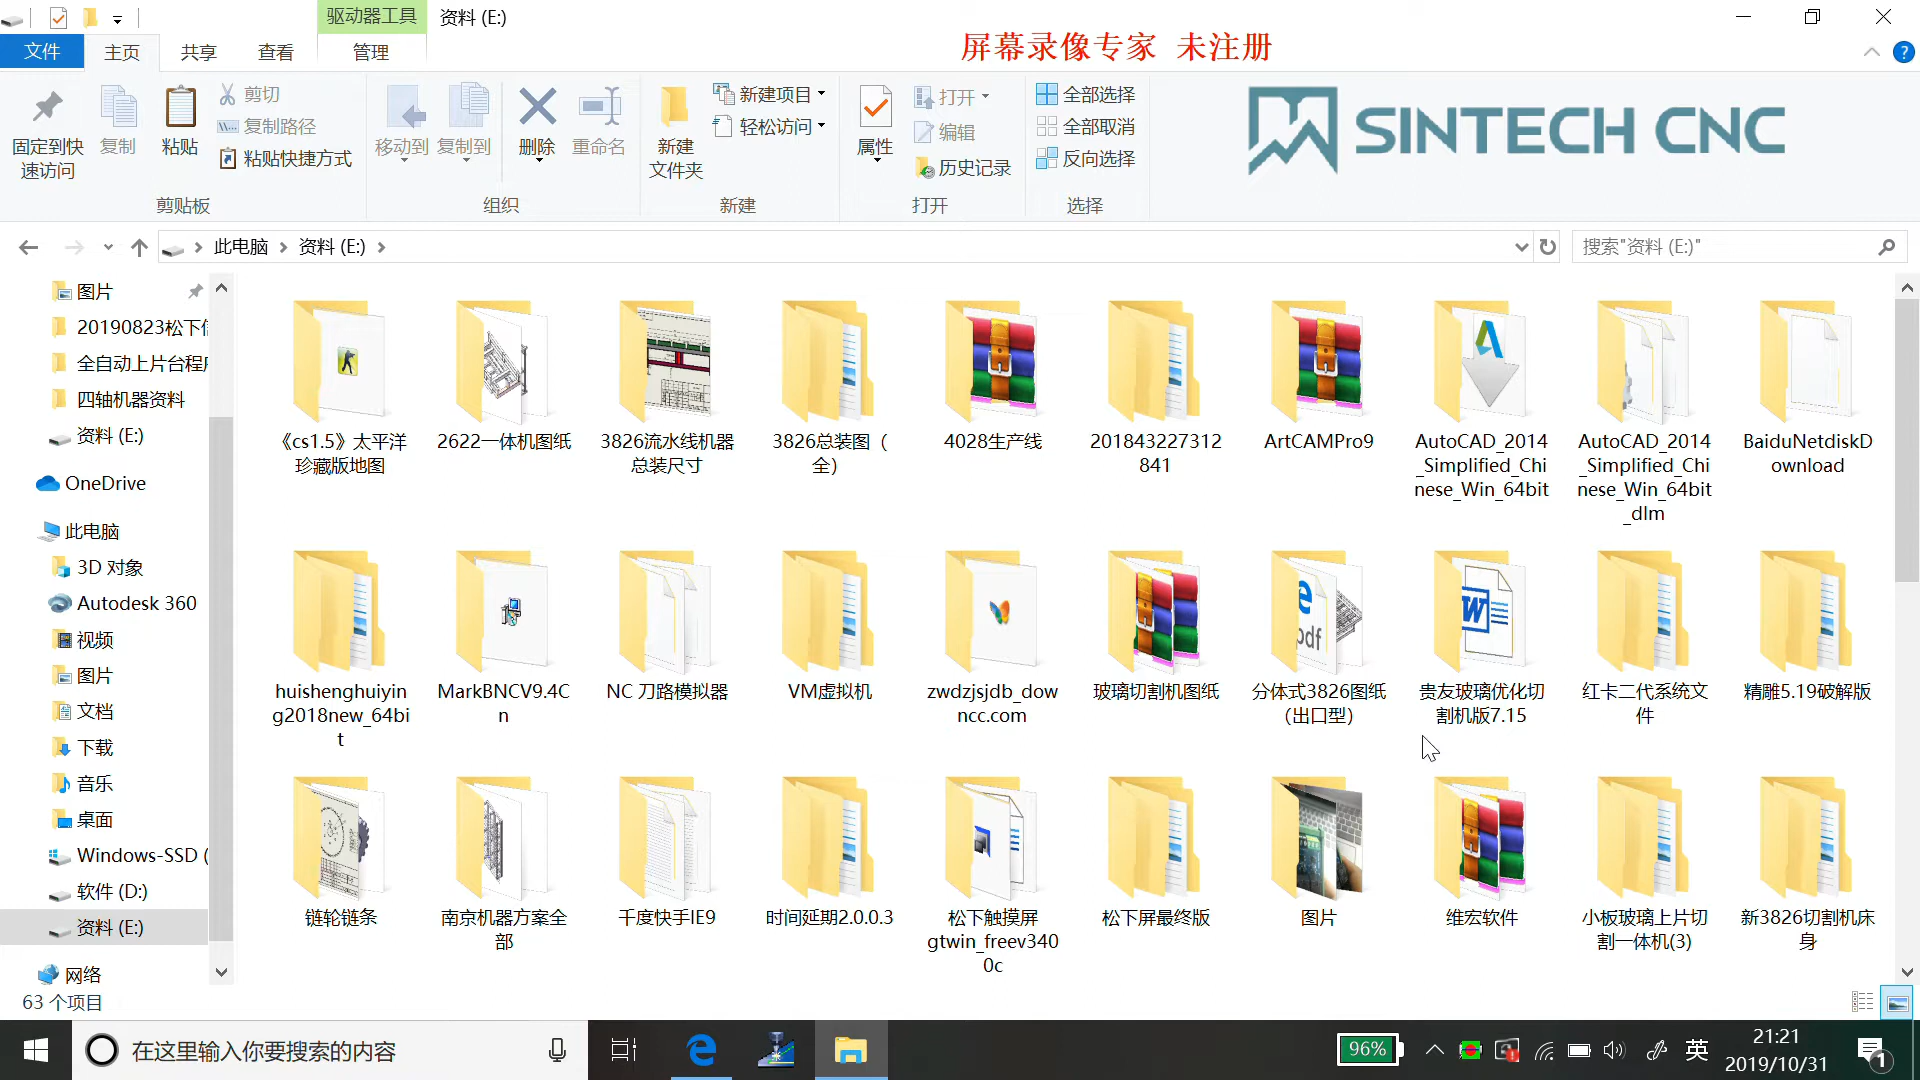 驱动器工具
资料 (E:)
屏幕录像专家 未注册
文件
主页
共享
查看
管理
固定到快
速访问
复制
粘贴
剪切
复制路径
粘贴快捷方式
剪贴板
移动到
复制到
删除
重命名
组织
新建
文件夹
新建项目
轻松访问
新建
属性
打开
编辑
历史记录
打开
全部选择
全部取消
反向选择
选择
SINTECH CNC
此电脑
资料 (E:)
搜索"资料 (E:)"
图片
20190823松下
全自动上片台程
四轴机器资料
资料 (E:)
OneDrive
此电脑
3D 对象
Autodesk 360
视频
图片
文档
下载
音乐
桌面
Windows-SSD (
软件 (D:)
资料 (E:)
网络
《cs1.5》太平洋
珍藏版地图
2622一体机图纸
3826流水线机器
总装尺寸
3826总装图（
全）
4028生产线
201843227312
841
ArtCAMPro9
AutoCAD_2014
_Simplified_Chi
nese_Win_64bit
AutoCAD_2014
_Simplified_Chi
nese_Win_64bit
_dlm
BaiduNetdiskD
ownload
huishenghuiyin
g2018new_64bi
t
MarkBNCV9.4C
n
NC 刀路模拟器
VM虚拟机
zwdzjsjdb_dow
ncc.com
玻璃切割机图纸
分体式3826图纸
（出口型）
贵友玻璃优化切
割机版7.15
红卡二代系统文
件
精雕5.19破解版
链轮链条
南京机器方案全
部
千度快手IE9
时间延期2.0.0.3
松下触摸屏
gtwin_freev340
0c
松下屏最终版
图片
维宏软件
小板玻璃上片切
割一体机(3)
新3826切割机床
身
63 个项目
在这里输入你要搜索的内容
96%
英
21:21
2019/10/31
1